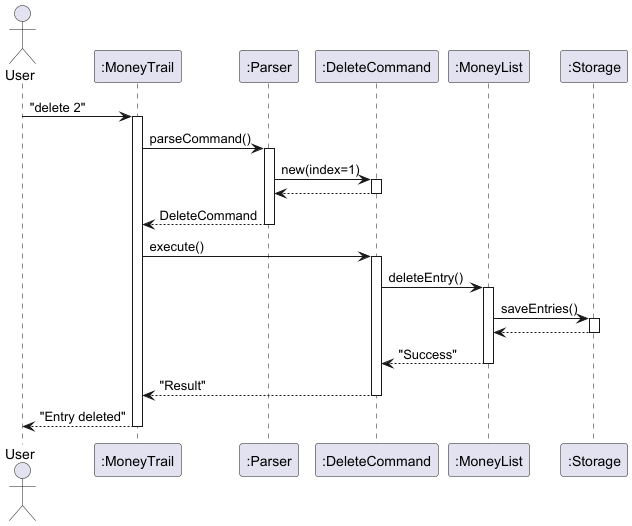 User
:MoneyTrail
:Parser
:DeleteCommand
:MoneyList
:Storage
"delete 2"
parseCommand()
new(index=1)
DeleteCommand
execute()
deleteEntry()
saveEntries()
"Success"
"Result"
"Entry deleted"
User
:MoneyTrail
:Parser
:DeleteCommand
:MoneyList
:Storage